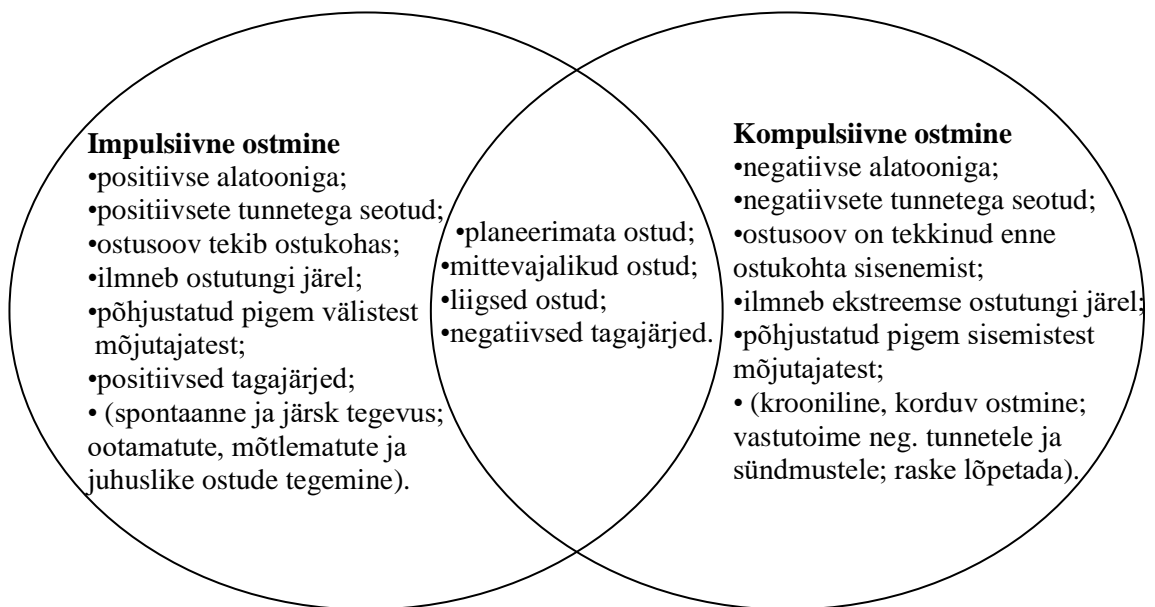 Impulsiivne ostmine
•positiivse alatooniga;
•positiivsete tunnetega seotud;
•ostusoov tekib ostukohas;
•ilmneb ostutungi järel;
•põhjustatud pigem välistest
mõjutajatest;
•positiivsed tagajärjed;
• (spontaanne ja järsk tegevus;
ootamatute, mõtlematute ja
juhuslike ostude tegemine).
•planeerimata ostud;
•mittevajalikud ostud;
•liigsed ostud;
•negatiivsed tagajärjed.
Kompulsiivne ostmine
•negatiivse alatooniga;
•negatiivsete tunnetega seotud;
•ostusoov on tekkinud enne
ostukohta sisenemist;
•ilmneb ekstreemse ostutungi järel;
•põhjustatud pigem sisemistest
mõjutajatest;
• (krooniline, korduv ostmine;
vastutoime neg. tunnetele ja
sündmustele; raske lõpetada).